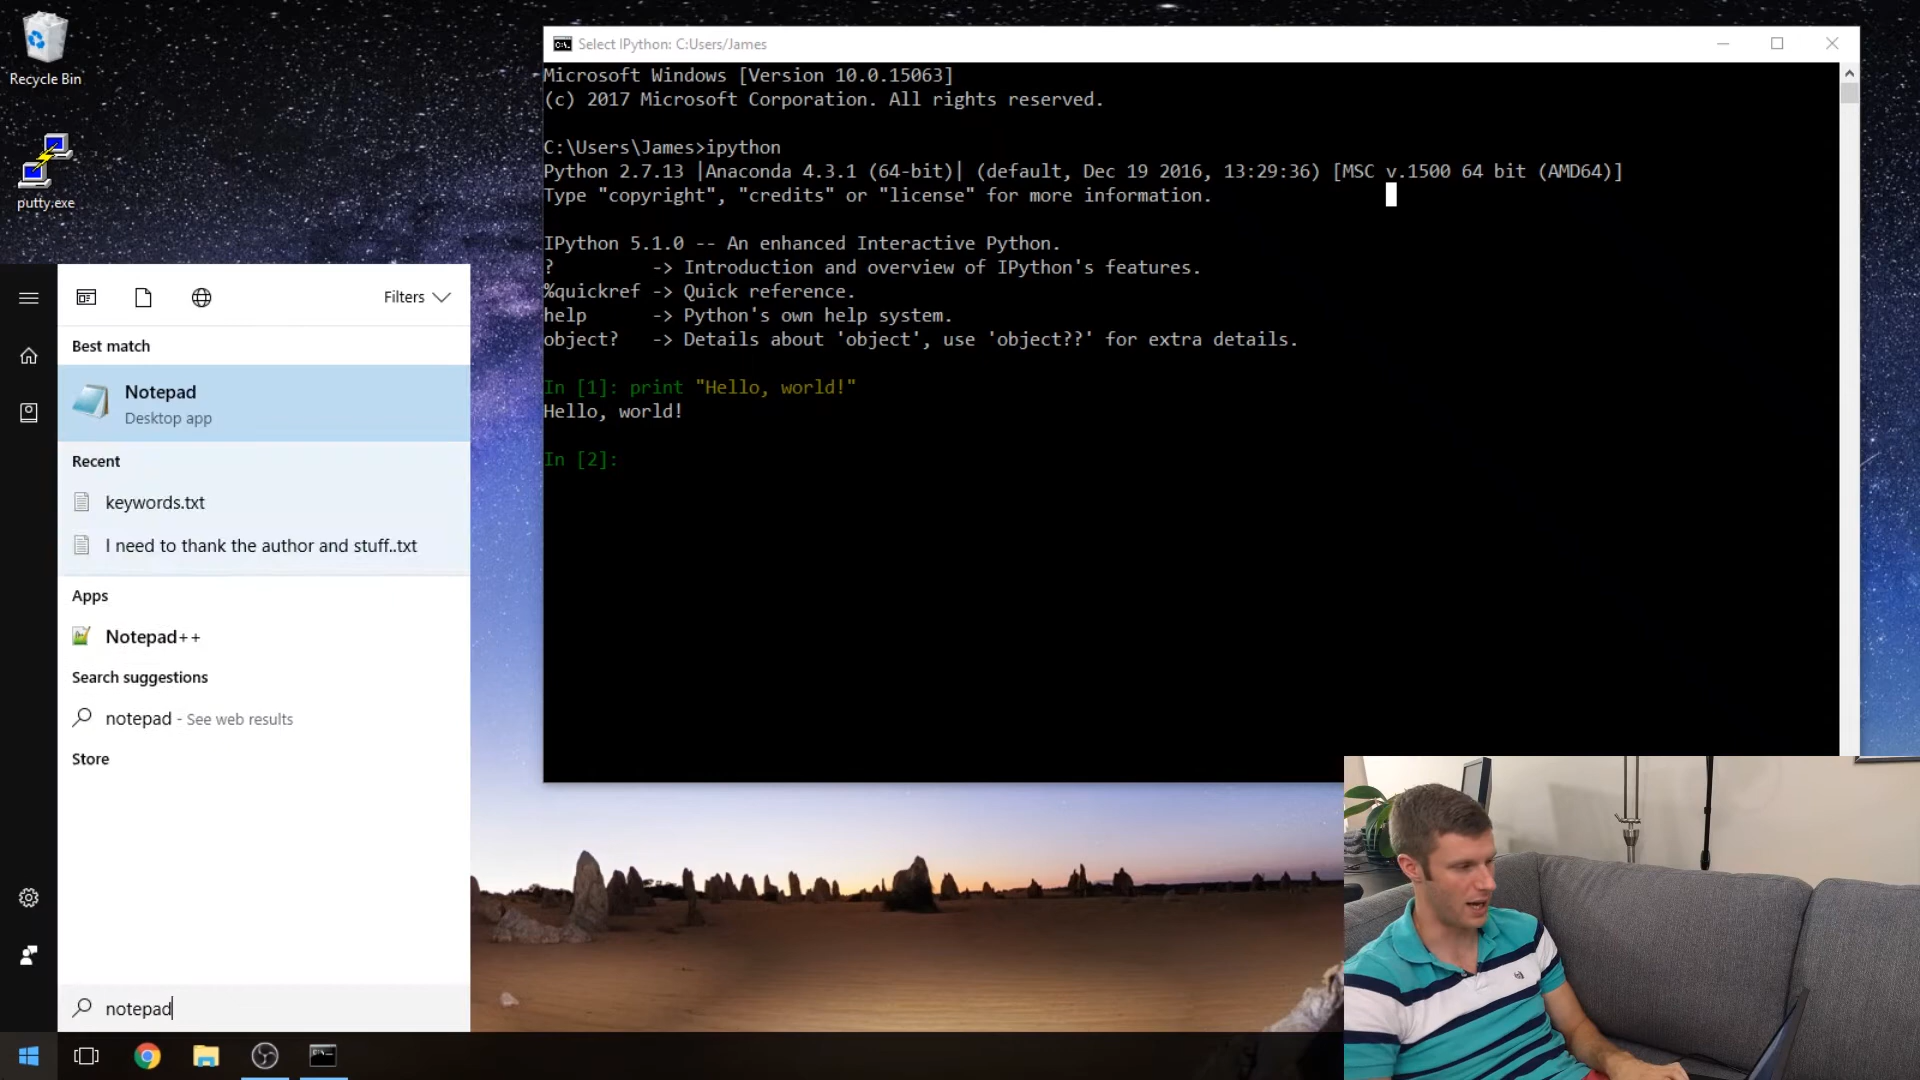 Recycle Bin
putty.exe
Select IPython: C:Users/James
Microsoft Windows [Version 10.0.15063]
(c) 2017 Microsoft Corporation. All rights reserved.
C:\Users\James>ipython
Python 2.7.13 |Anaconda 4.3.1 (64-bit)| (default, Dec 19 2016, 13:29:36) [MSC v.1500 64 bit (AMD64)]
Type "copyright", "credits" or "license" for more information.
IPython 5.1.0 -- An enhanced Interactive Python.
?         -> Introduction and overview of IPython's features.
%quickref -> Quick reference.
help      -> Python's own help system.
object?   -> Details about 'object', use 'object??' for extra details.
In [1]: print "Hello, world!"
Hello, world!
In [2]:
Filters
Best match
Notepad
Desktop app
Recent
keywords.txt
I need to thank the author and stuff..txt
Apps
Notepad++
Search suggestions
notepad - See web results
Store
notepad